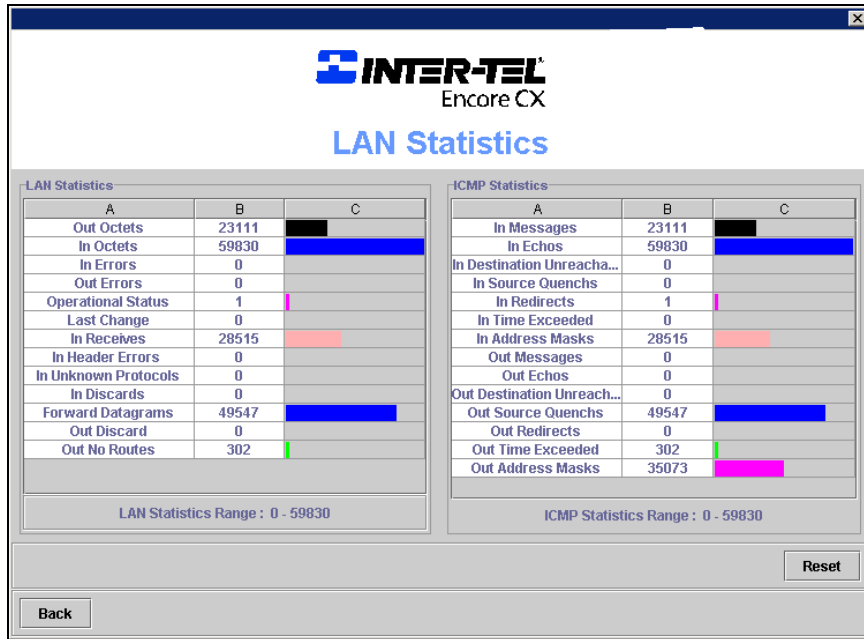 INTER-TEL
Encore CX
LAN Statistics
LAN Statistics
A B C
Out Octets 23111
In Octets 59830
In Errors 0
Out Errors 0
Operational Status 1
Last Change 0
In Receives 28515
In Header Errors 0
In Unknown Protocols 0
In Discards 0
Forward Datagrams 49547
Out Discard 0
Out No Routes 302
LAN Statistics Range : 0 - 59830
ICMP Statistics
A B C
In Messages 23111
In Echos 59830
In Destination Unreacha... 0
In Source Quenchs 0
In Redirects 1
In Time Exceeded 0
In Address Masks 28515
Out Messages 0
Out Echos 0
Out Destination Unreach... 0
Out Source Quenchs 49547
Out Redirects 0
Out Time Exceeded 302
Out Address Masks 35073
ICMP Statistics Range : 0 - 59830
Reset
Back